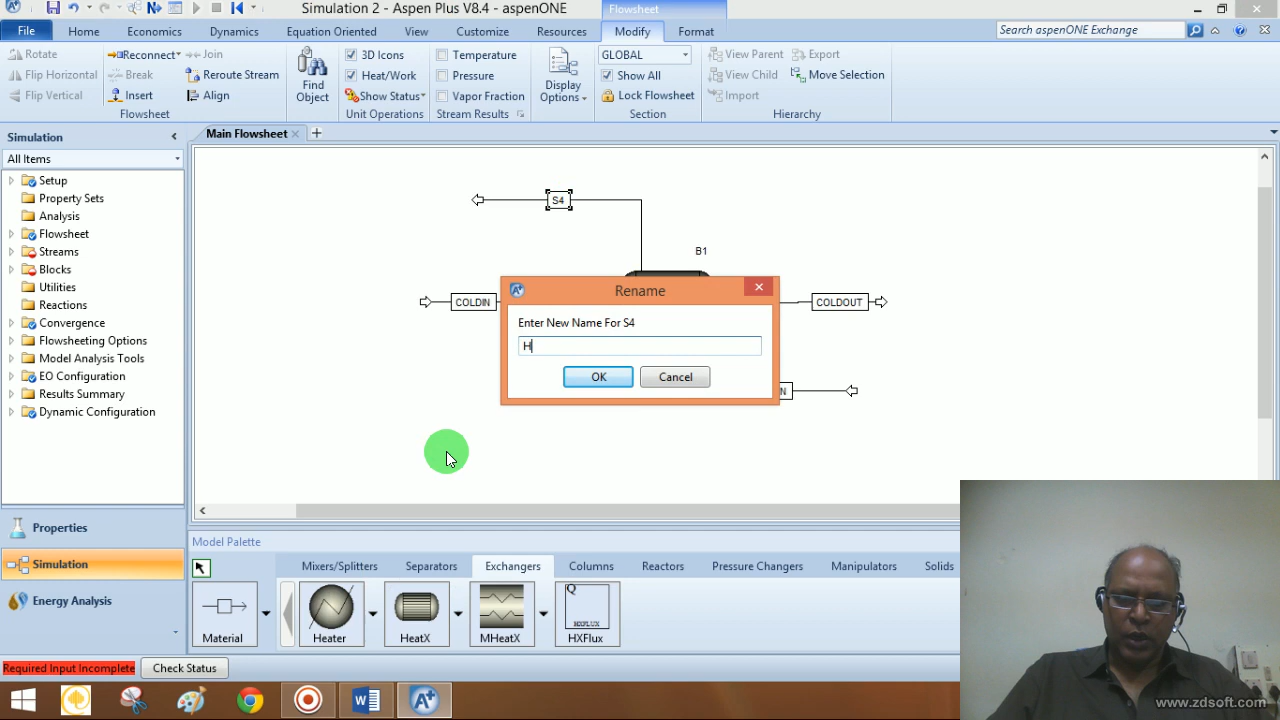 Simulation 2 - Aspen Plus V8.4 - aspenONE
Flowsheet
File Home Economics Dynamics Equation Oriented View Customize Resources Modify Format
Search aspenONE Exchange
Rotate
Flip Horizontal
Flip Vertical
Reconnect
Break
Insert
Join
Reroute Stream
Align
Flowsheet
Find
Object
3D Icons
Heat/Work
Show Status
Unit Operations
Temperature
Pressure
Vapor Fraction
Stream Results
Display
Options
GLOBAL
Show All
Lock Flowsheet
Section
View Parent
View Child
Import
Export
Move Selection
Hierarchy
Simulation
All Items
Setup
Property Sets
Analysis
Flowsheet
Streams
Blocks
Utilities
Reactions
Convergence
Flowsheeting Options
Model Analysis Tools
EO Configuration
Results Summary
Dynamic Configuration
Properties
Simulation
Energy Analysis
Main Flowsheet
S4
B1
COLDIN
COLDOUT
N
Rename
Enter New Name For S4
H
OK Cancel
Model Palette
Mixers/Splitters Separators Exchangers Columns Reactors Pressure Changers Manipulators Solids
Material
Heater
HeatX
MHeatX
Q
HXFLUX
HXFlux
Required Input Incomplete
Check Status
www.zdsoft.com